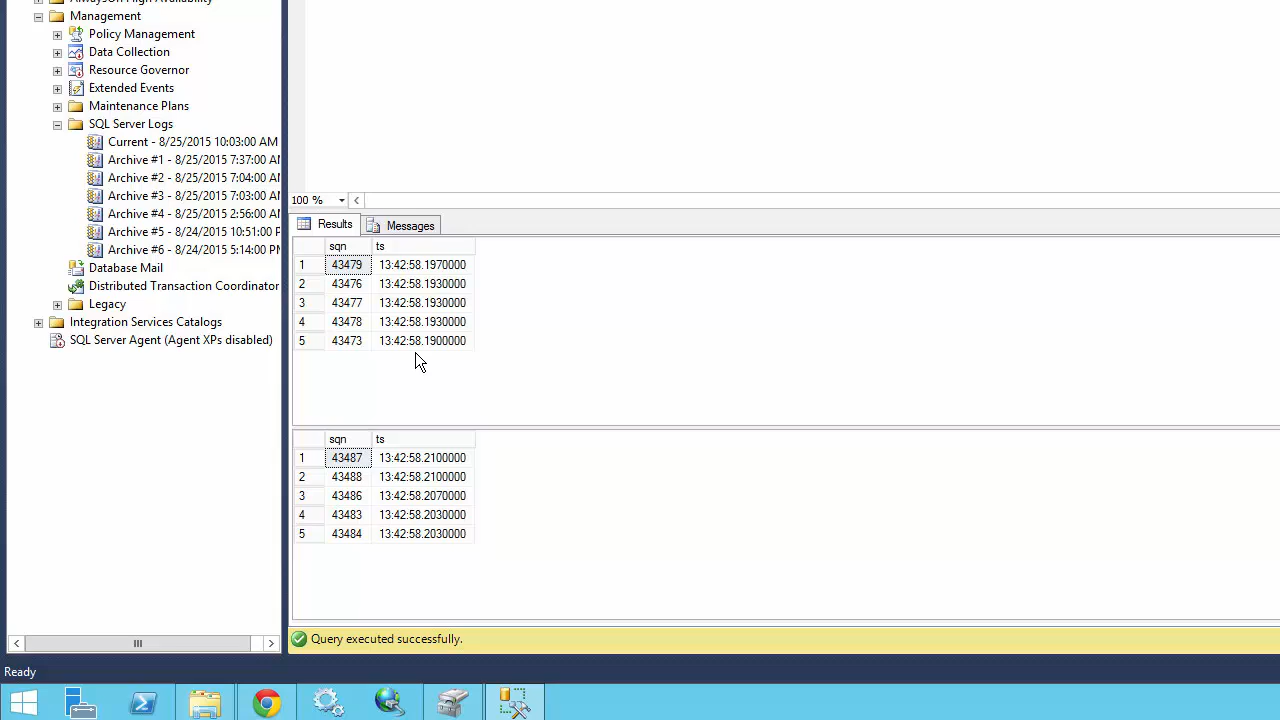 AlwaysOn High Availability
Management
Policy Management
Data Collection
Resource Governor
Extended Events
Maintenance Plans
SQL Server Logs
Current - 8/25/2015 10:03:00 AM
Archive #1 - 8/25/2015 7:37:00 AM
Archive #2 - 8/25/2015 7:04:00 AM
Archive #3 - 8/25/2015 7:03:00 AM
Archive #4 - 8/25/2015 2:56:00 AM
Archive #5 - 8/24/2015 10:51:00 P
Archive #6 - 8/24/2015 5:14:00 PM
Database Mail
Distributed Transaction Coordinator
Legacy
Integration Services Catalogs
SQL Server Agent (Agent XPs disabled)
100 %
Results Messages
sqn ts
1 43479 13:42:58.1970000
2 43476 13:42:58.1930000
3 43477 13:42:58.1930000
4 43478 13:42:58.1930000
5 43473 13:42:58.1900000
sqn ts
1 43487 13:42:58.2100000
2 43488 13:42:58.2100000
3 43486 13:42:58.2070000
4 43483 13:42:58.2030000
5 43484 13:42:58.2030000
Query executed successfully.
Ready